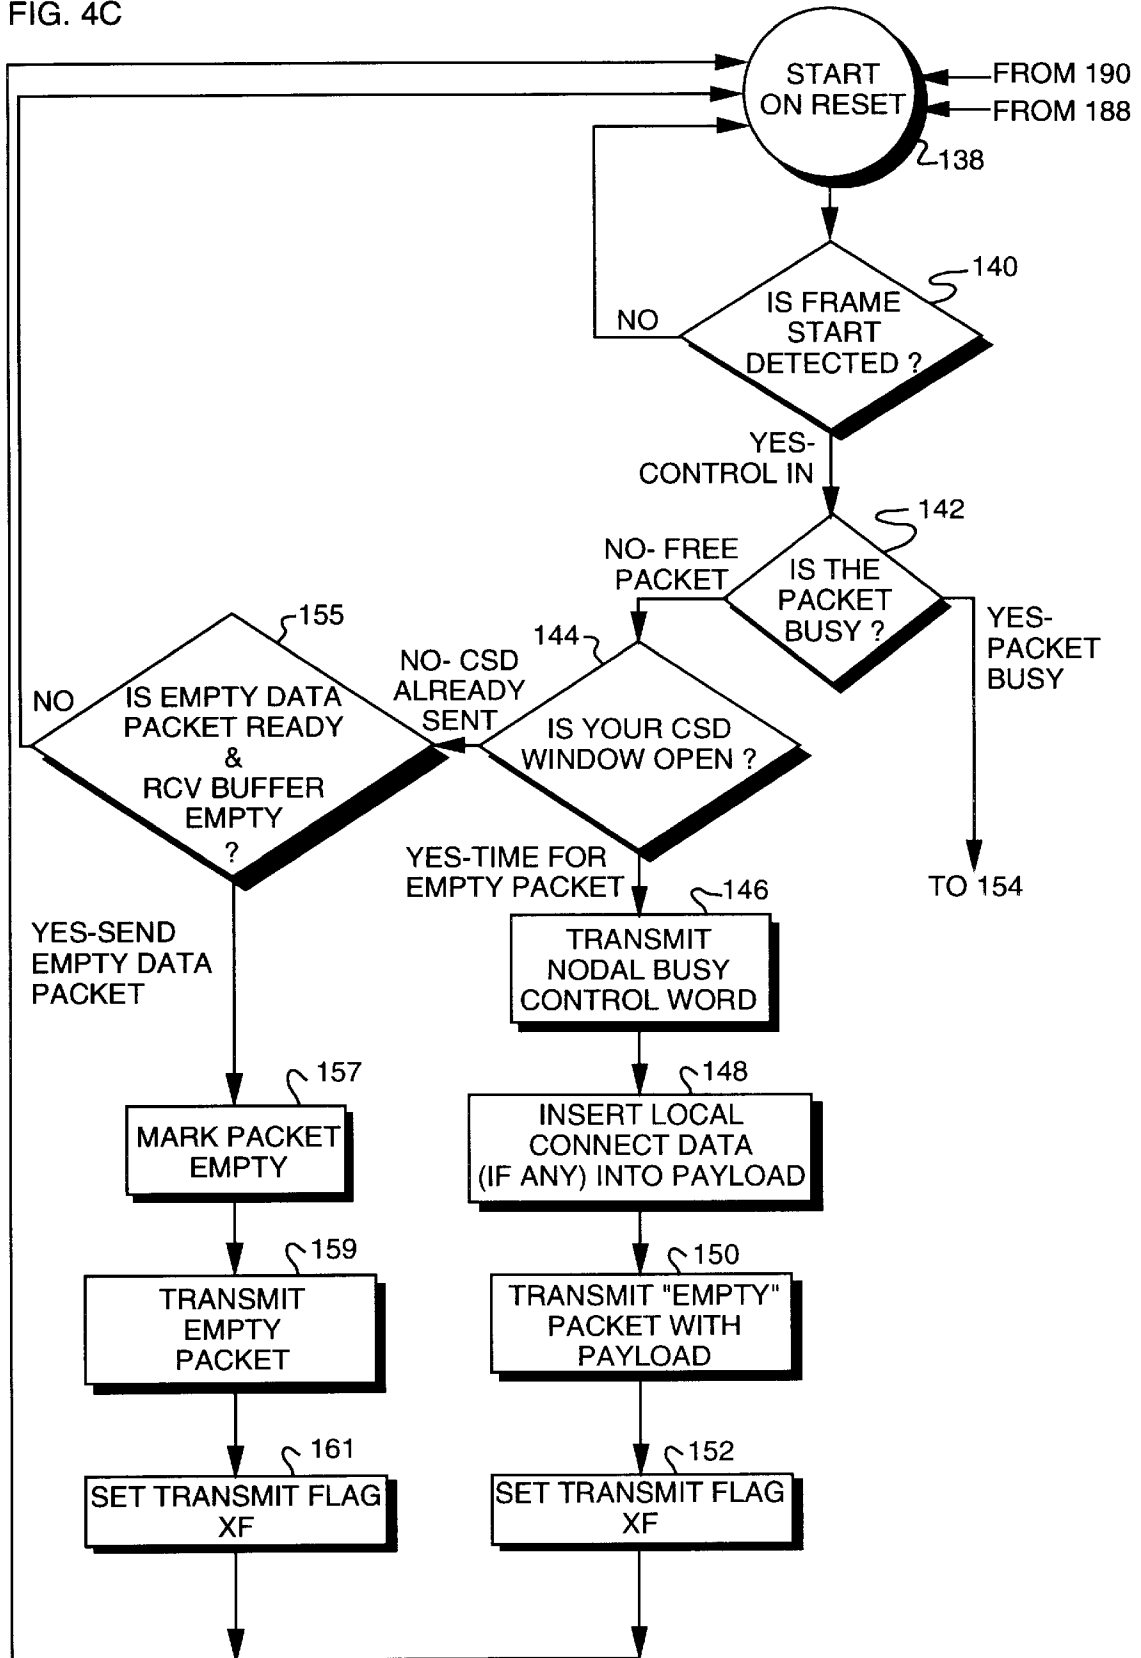 FIG. 4C
START
ON RESET
FROM 190
FROM 188
138
140
IS FRAME
START
DETECTED ?
NO
YES-
CONTROL IN
142
IS THE
PACKET
BUSY ?
NO- FREE
PACKET
YES-
PACKET
BUSY
TO 154
144
IS YOUR CSD
WINDOW OPEN ?
NO- CSD
ALREADY
SENT
155
IS EMPTY DATA
PACKET READY
&
RCV BUFFER
EMPTY
?
NO
YES-SEND
EMPTY DATA
PACKET
YES-TIME FOR
EMPTY PACKET
146
TRANSMIT
NODAL BUSY
CONTROL WORD
157
MARK PACKET
EMPTY
148
INSERT LOCAL
CONNECT DATA
(IF ANY) INTO PAYLOAD
159
TRANSMIT
EMPTY
PACKET
150
TRANSMIT "EMPTY"
PACKET WITH
PAYLOAD
161
SET TRANSMIT FLAG
XF
152
SET TRANSMIT FLAG
XF